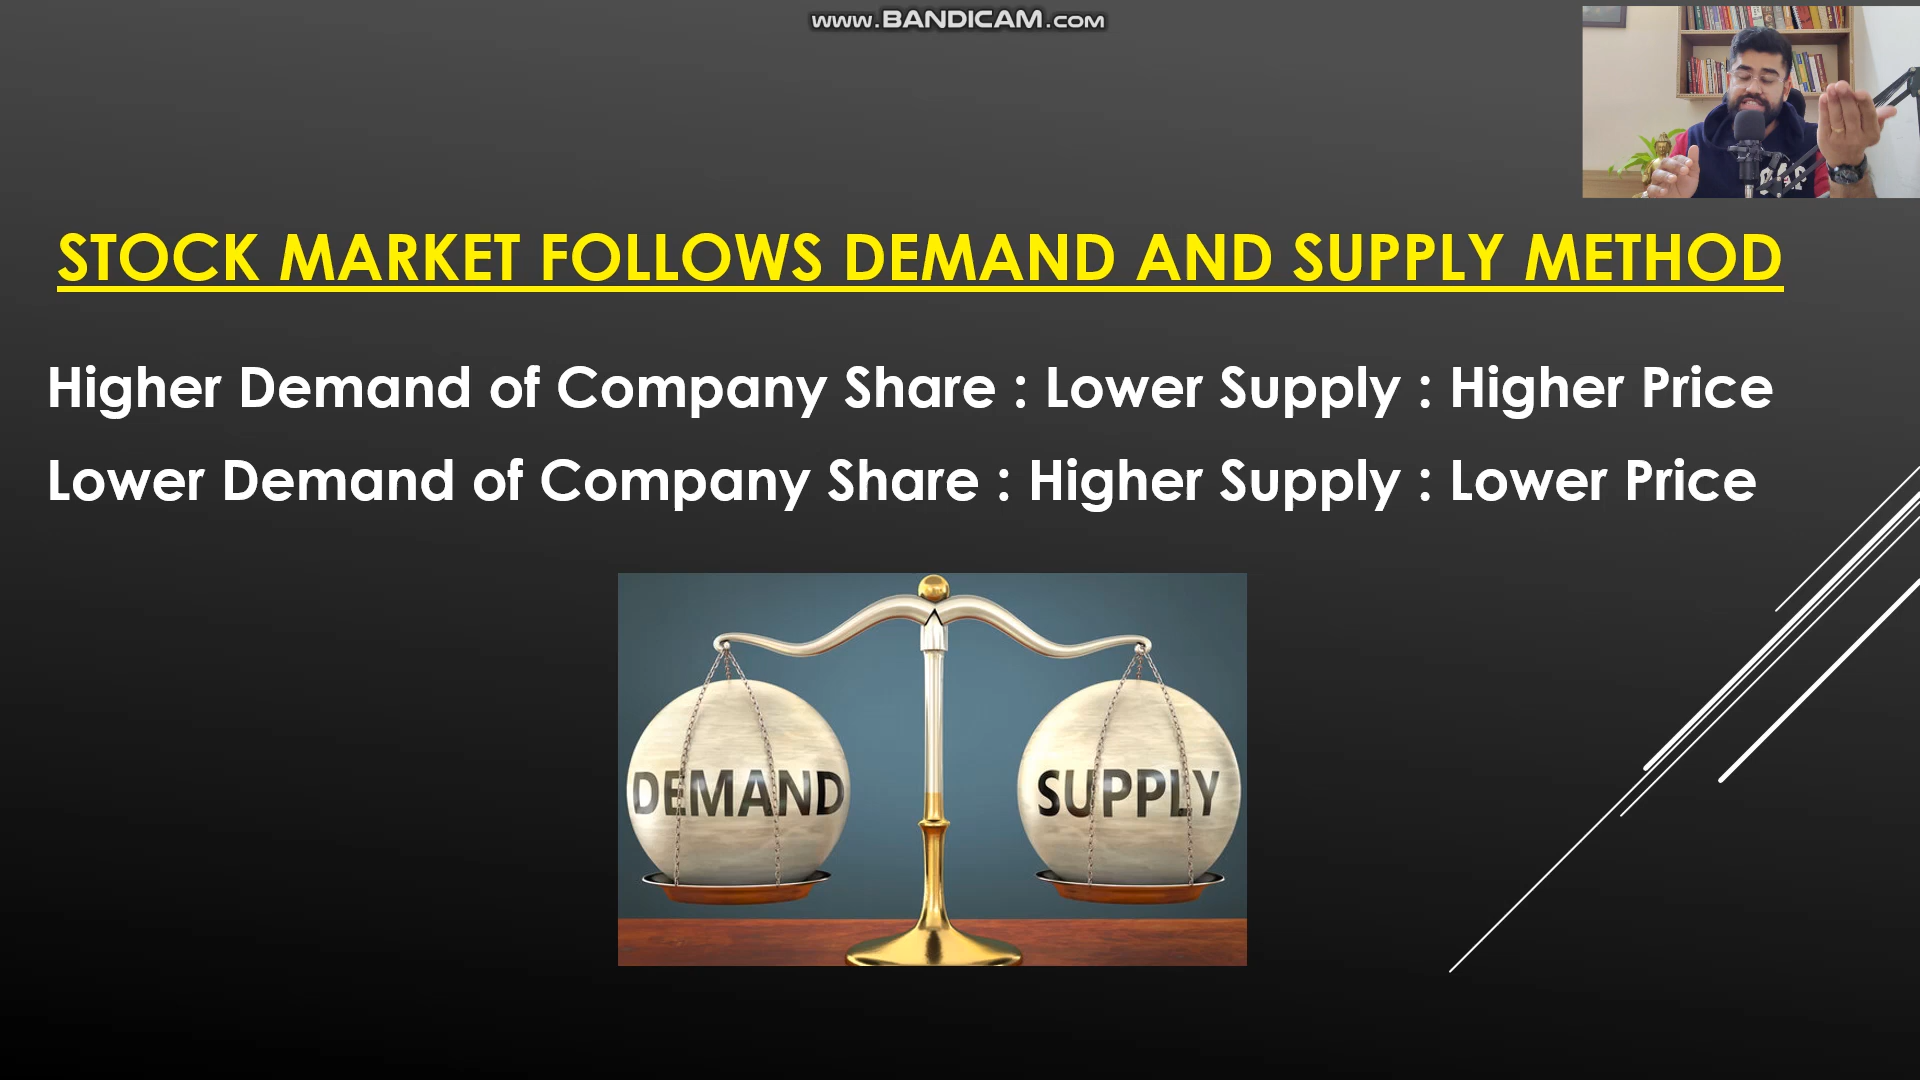 www.BANDICAM.com
STOCK MARKET FOLLOWS DEMAND AND SUPPLY METHOD
Higher Demand of Company Share : Lower Supply : Higher Price
Lower Demand of Company Share : Higher Supply : Lower Price
DEMAND
SUPPLY